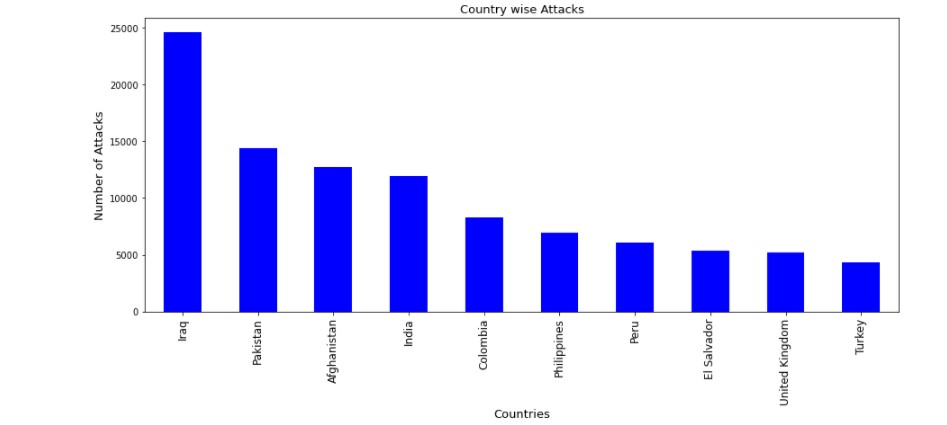 Country wise Attacks
Number of Attacks
25000
20000
15000
10000
5000
0
Iraq
Pakistan
Afghanistan
India
Colombia
Philippines
Peru
El Salvador
United Kingdom
Turkey
Countries